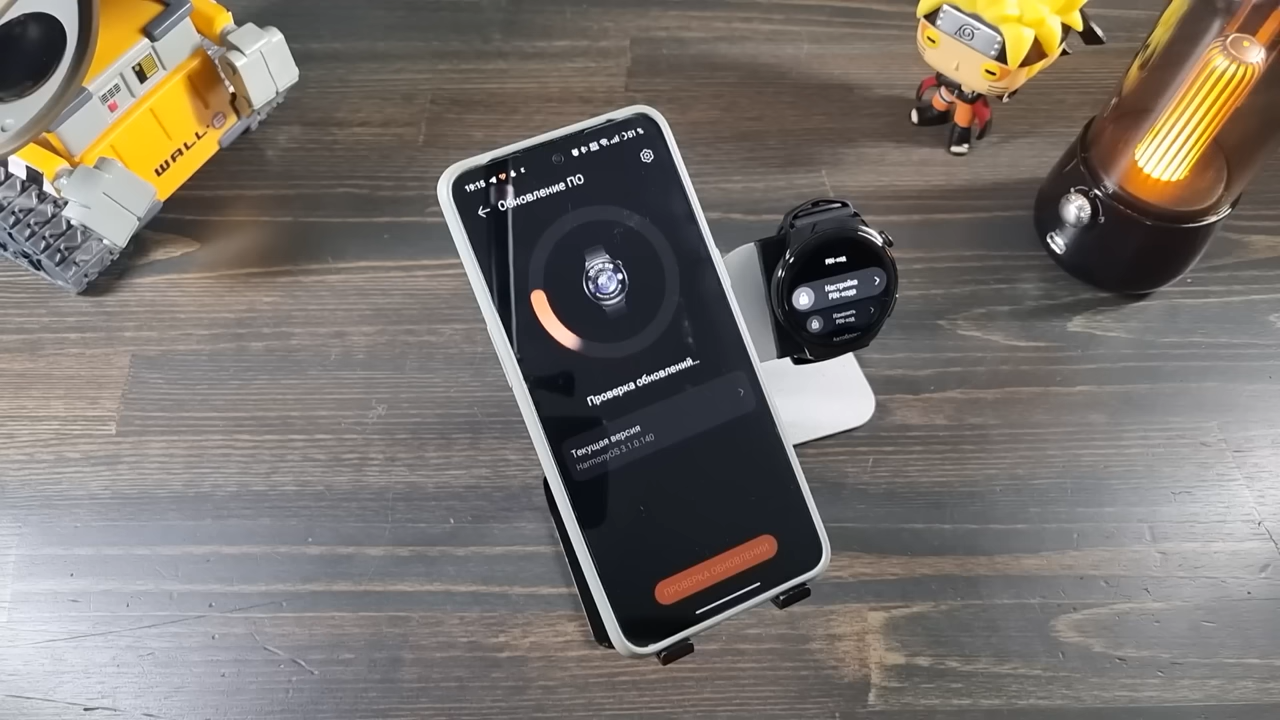 WALL•E
19:15
51 %
Обновление ПО
Проверка обновлений...
Текущая версия
HarmonyOS 3.1.0.140
ПРОВЕРКА ОБНОВЛЕНИЙ
PIN-код
Настройка
PIN-кода
Изменить
PIN-код